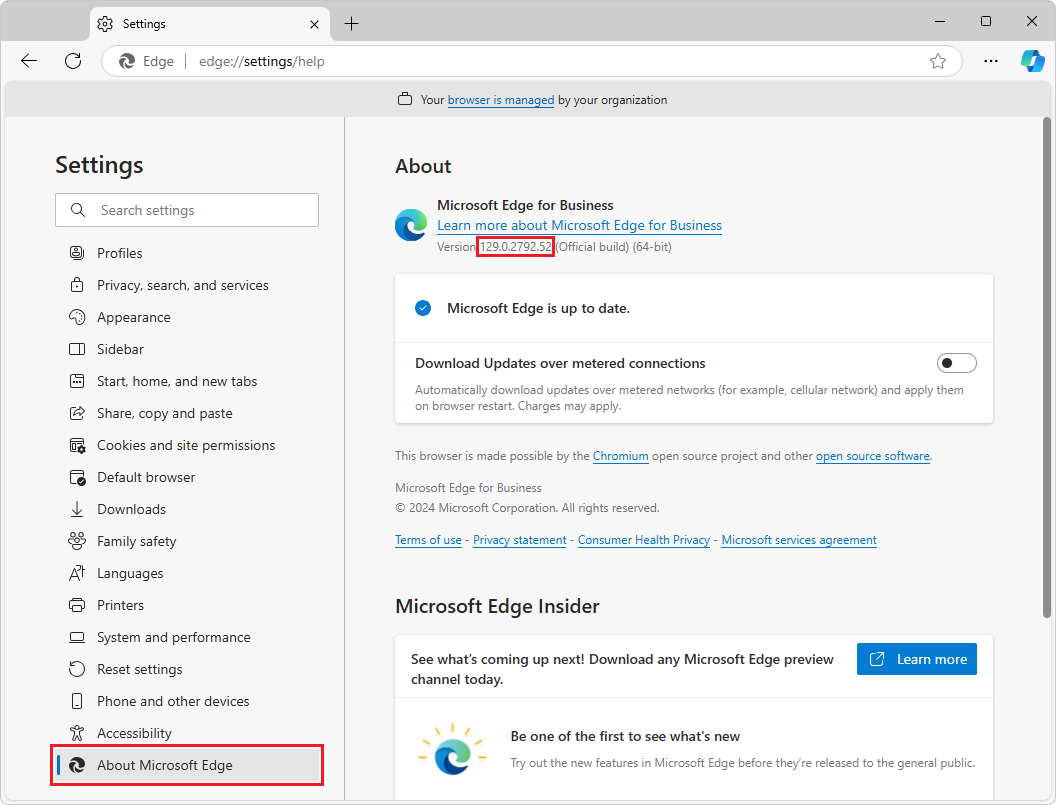 Settings
Edge
edge://settings/help
Your browser is managed by your organization
Settings
Search settings
Profiles
Privacy, search, and services
Appearance
Sidebar
Start, home, and new tabs
Share, copy and paste
Cookies and site permissions
Default browser
Downloads
Family safety
Languages
Printers
System and performance
Reset settings
Phone and other devices
Accessibility
About Microsoft Edge
About
Microsoft Edge for Business
Learn more about Microsoft Edge for Business
Version 129.0.2792.52 (Official build) (64-bit)
Microsoft Edge is up to date.
Download Updates over metered connections
Automatically download updates over metered networks (for example, cellular network) and apply them
on browser restart. Charges may apply.
This browser is made possible by the Chromium open source project and other open source software.
Microsoft Edge for Business
© 2024 Microsoft Corporation. All rights reserved.
Terms of use - Privacy statement - Consumer Health Privacy - Microsoft services agreement
Microsoft Edge Insider
See what's coming up next! Download any Microsoft Edge preview
channel today.
Learn more
Be one of the first to see what's new
Try out the new features in Microsoft Edge before they're released to the general public.